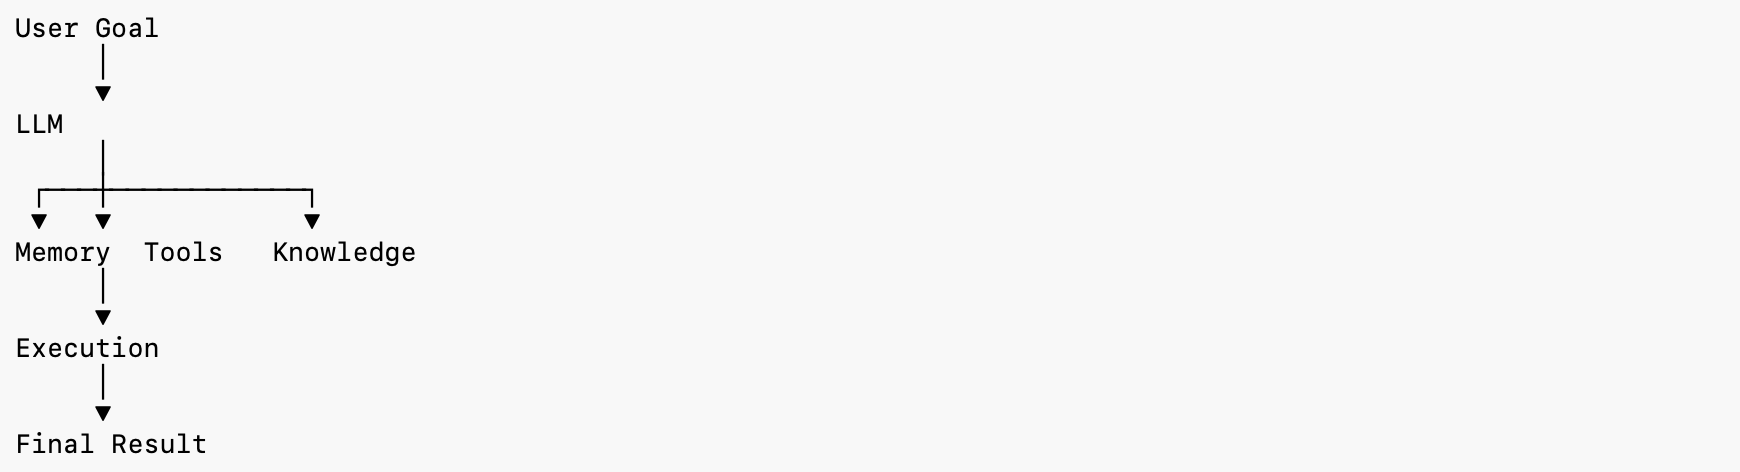 User Goal
LLM
Memory  Tools   Knowledge
Execution
Final Result